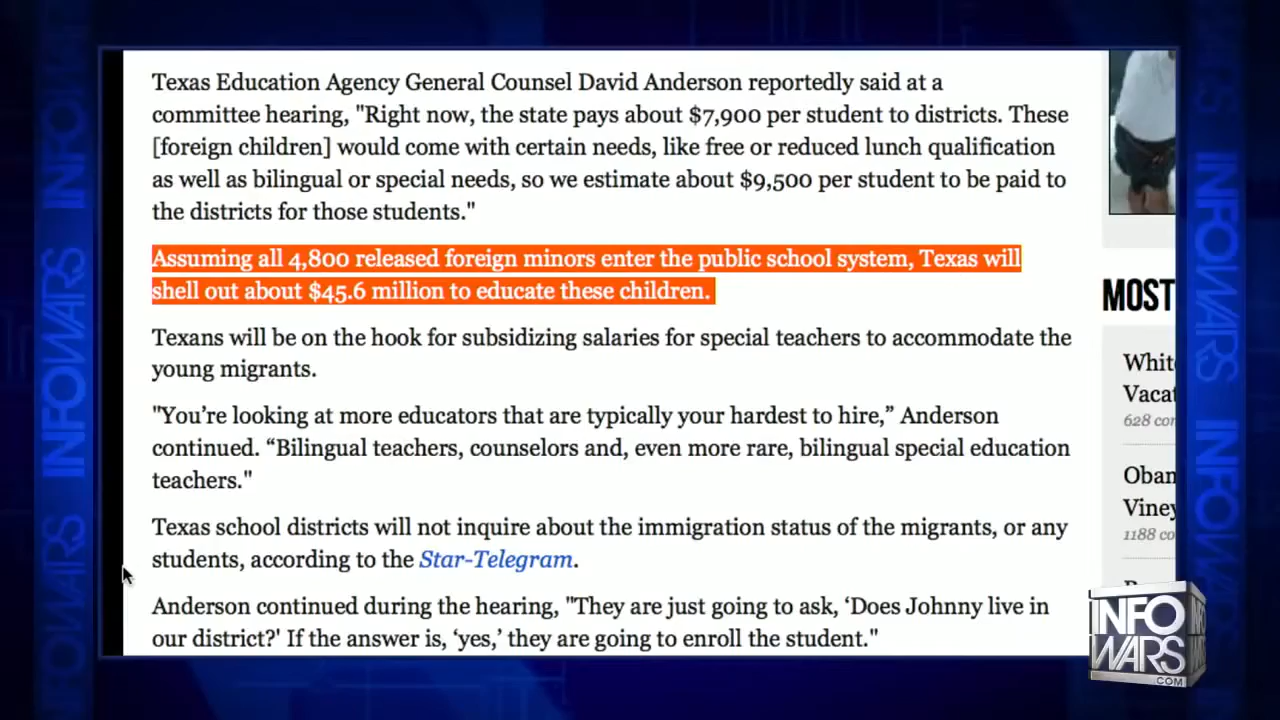 Texas Education Agency General Counsel David Anderson reportedly said at a
committee hearing, "Right now, the state pays about $7,900 per student to districts. These
[foreign children] would come with certain needs, like free or reduced lunch qualification
as well as bilingual or special needs, so we estimate about $9,500 per student to be paid to
the districts for those students."
Assuming all 4,800 released foreign minors enter the public school system, Texas will
shell out about $45.6 million to educate these children.
Texans will be on the hook for subsidizing salaries for special teachers to accommodate the
young migrants.
"You’re looking at more educators that are typically your hardest to hire,” Anderson
continued. “Bilingual teachers, counselors and, even more rare, bilingual special education
teachers."
Texas school districts will not inquire about the immigration status of the migrants, or any
students, according to the Star-Telegram.
Anderson continued during the hearing, "They are just going to ask, ‘Does Johnny live in
our district?' If the answer is, ‘yes,’ they are going to enroll the student."
MOST
Whit
Vaca
628 co
Oban
Viney
1188 co
INFO
WARS
.COM
INFOWARS
INFOWARS
INFOWARS
INFOWARS